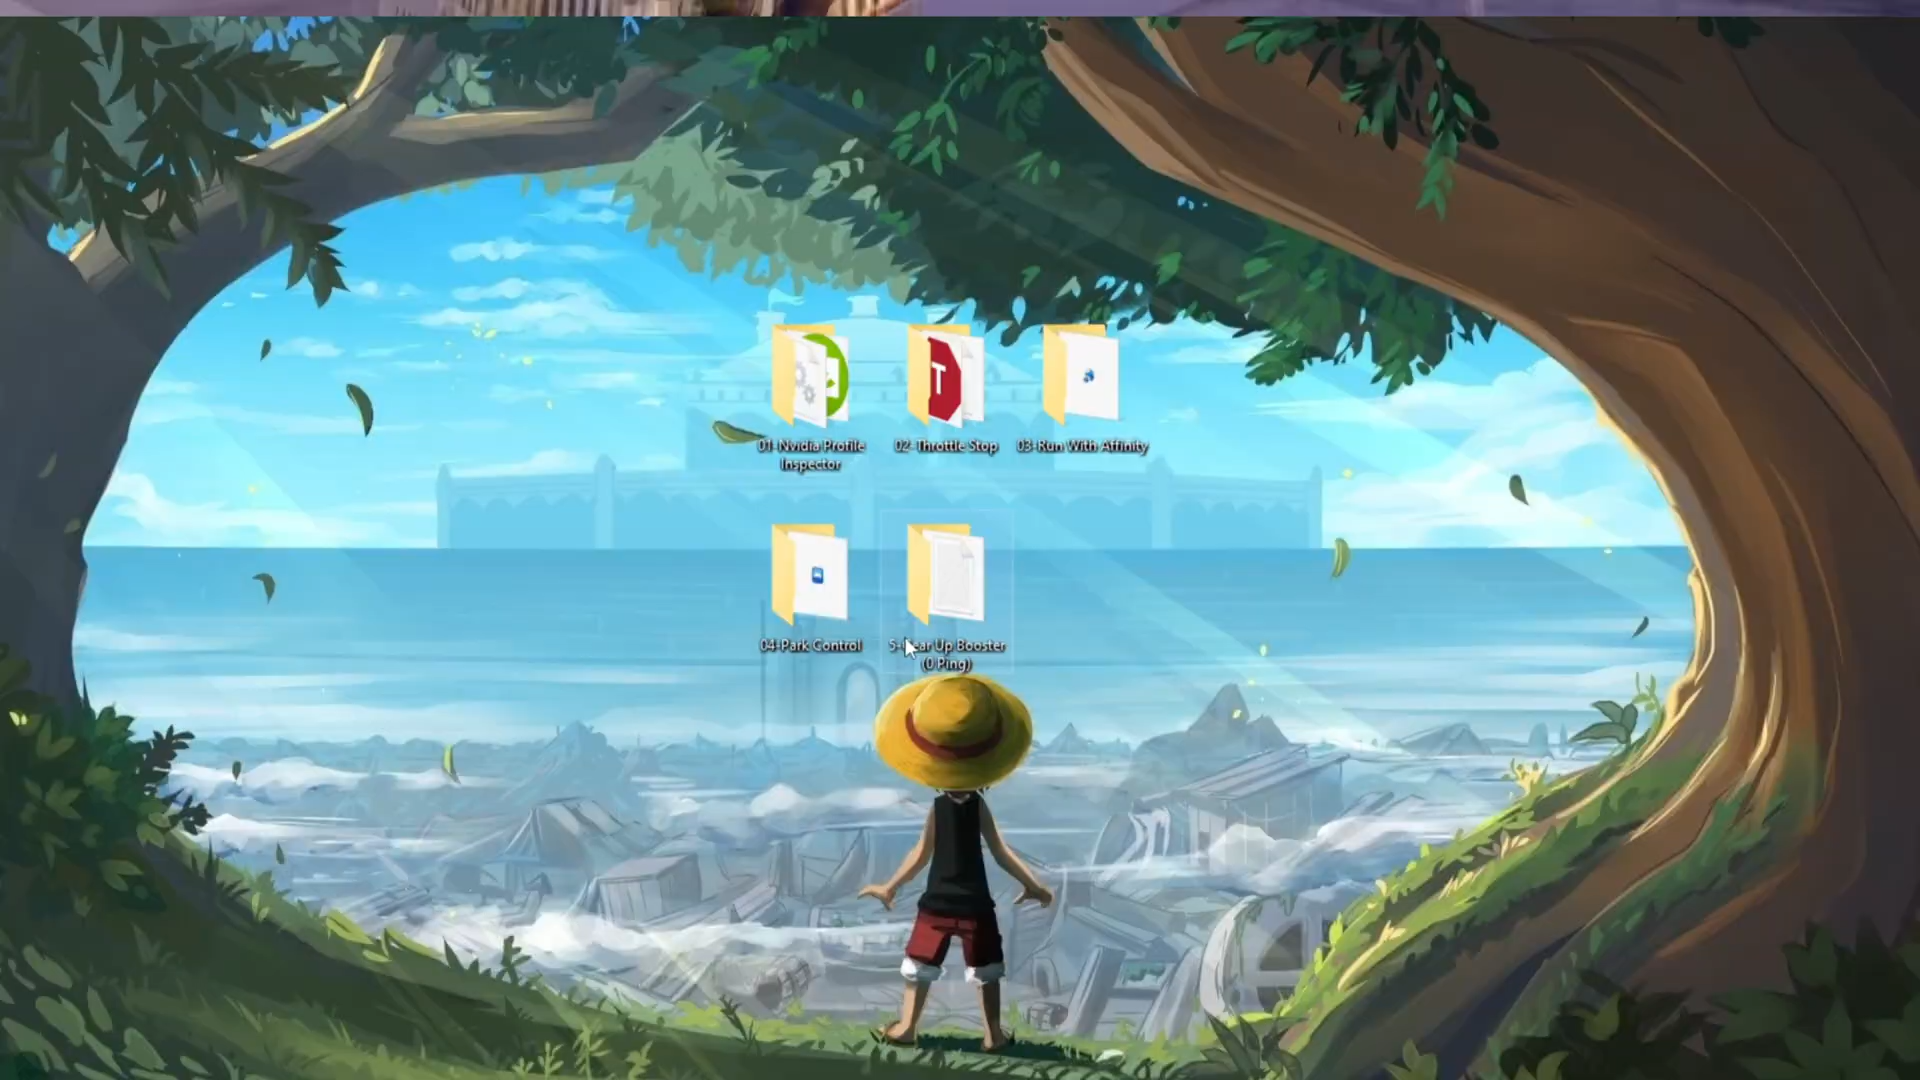 01-Nvidia Profile
Inspector
02-Throttle Stop
03-Run With Affinity
04-Park Control
Up Booster
(0 Ping)
T